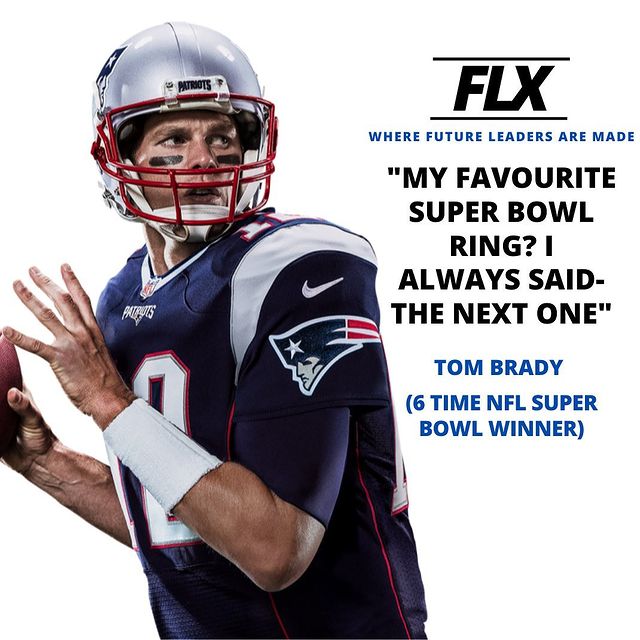 FLX
WHERE FUTURE LEADERS ARE MADE
"MY FAVOURITE
SUPER BOWL
RING? I
ALWAYS SAID-
THE NEXT ONE"
TOM BRADY
(6 TIME NFL SUPER
BOWL WINNER)
PATRIOTS
PATRIOTS